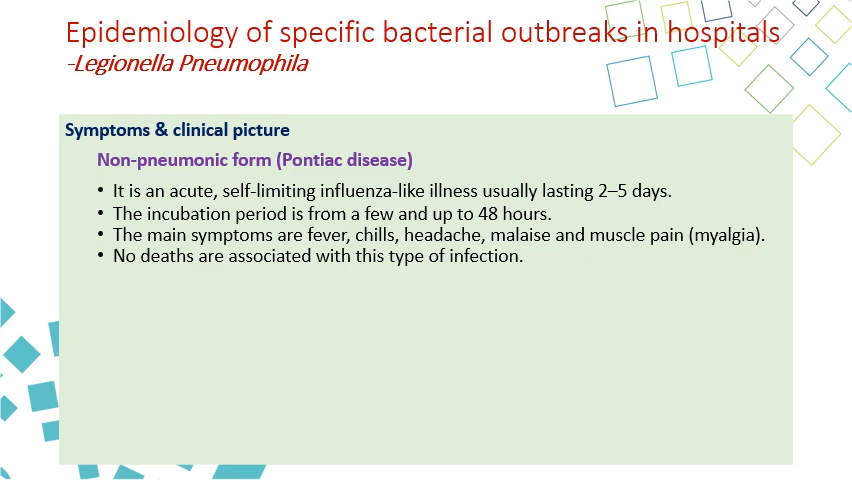 Epidemiology of specific bacterial outbreaks in hospitals
-Legionella Pneumophila
Symptoms & clinical picture
Non-pneumonic form (Pontiac disease)
• It is an acute, self-limiting influenza-like illness usually lasting 2–5 days.
• The incubation period is from a few and up to 48 hours.
• The main symptoms are fever, chills, headache, malaise and muscle pain (myalgia).
• No deaths are associated with this type of infection.